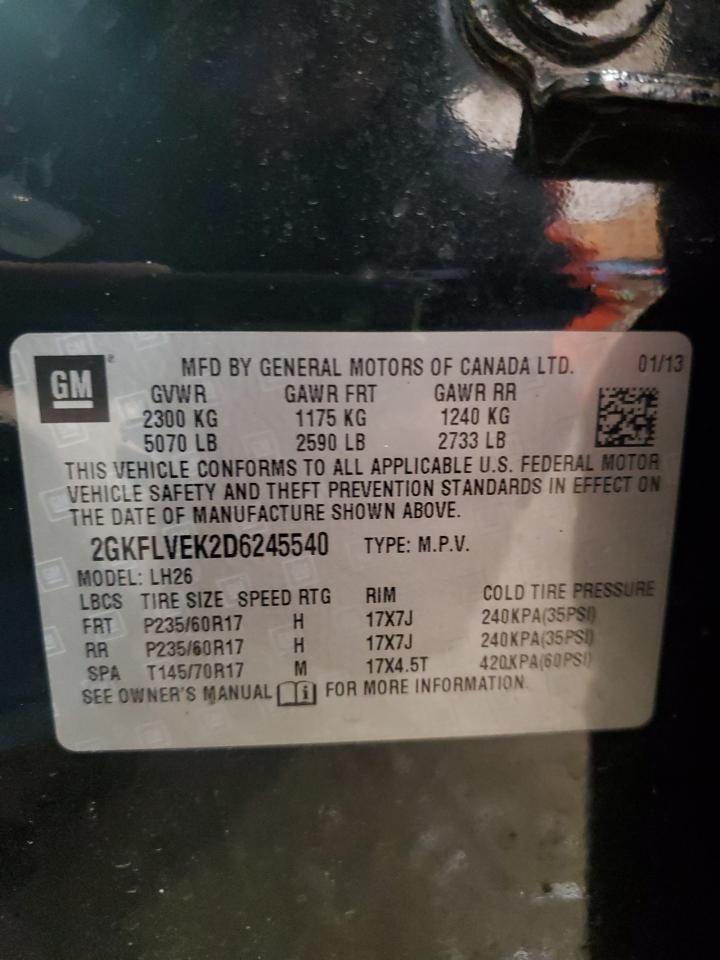 GM
MFD BY GENERAL MOTORS OF CANADA LTD. 01/13
GVWR GAWR FRT GAWR RR
2300 KG 1175 KG 1240 KG
5070 LB 2590 LB 2733 LB
THIS VEHICLE CONFORMS TO ALL APPLICABLE U.S. FEDERAL MOTOR
VEHICLE SAFETY AND THEFT PREVENTION STANDARDS IN EFFECT ON
THE DATE OF MANUFACTURE SHOWN ABOVE.
2GKFLVEK2D6245540 TYPE: M.P.V.
MODEL: LH26
LBCS TIRE SIZE SPEED RTG RIM COLD TIRE PRESSURE
FRT P235/60R17 H 17X7J 240KPA(35PSI)
RR P235/60R17 H 17X7J 240KPA(35PSI)
SPA T145/70R17 M 17X4.5T 420KPA(60PSI)
SEE OWNER'S MANUAL FOR MORE INFORMATION.